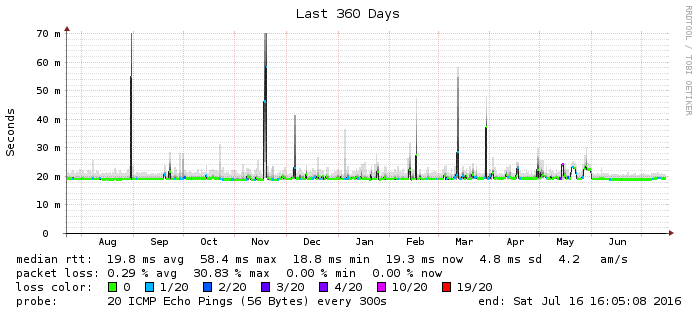 Last 360 Days
RRDTOOL / TOBI OETIKER
Seconds
70 m
60 m
50 m
40 m
30 m
20 m
10 m
0
Aug Sep Oct Nov Dec Jan Feb Mar Apr May Jun
median rtt: 19.8 ms avg 58.4 ms max 18.8 ms min 19.3 ms now 4.8 ms sd 4.2 am/s
packet loss: 0.29 % avg 30.83 % max 0.00 % min 0.00 % now
loss color: 0 1/20 2/20 3/20 4/20 10/20 19/20
probe: 20 ICMP Echo Pings (56 Bytes) every 300s end: Sat Jul 16 16:05:08 2016